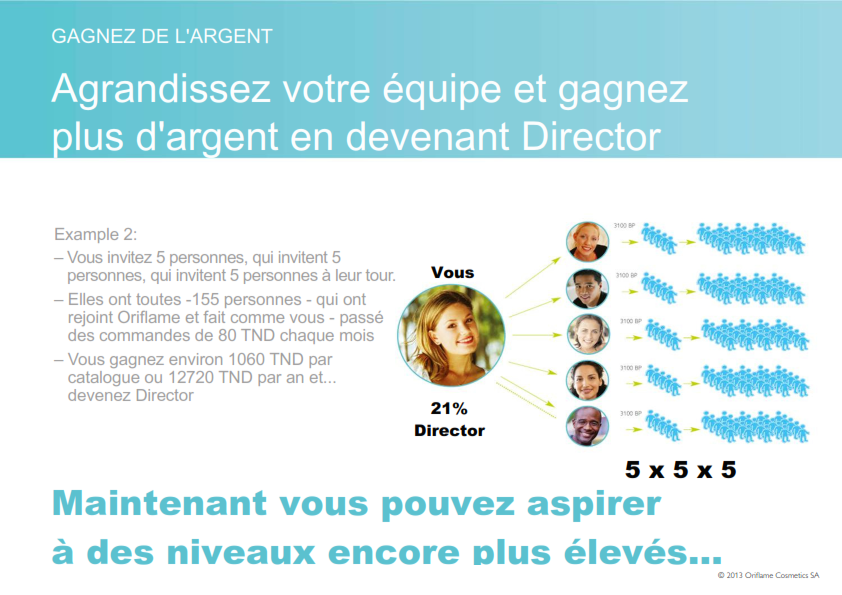 GAGNEZ DE L'ARGENT
Agrandissez votre équipe et gagnez
plus d'argent en devenant Director
Example 2:
– Vous invitez 5 personnes, qui invitent 5
personnes, qui invitent 5 personnes à leur tour.
– Elles ont toutes -155 personnes - qui ont
rejoint Oriflame et fait comme vous - passé
des commandes de 80 TND chaque mois
– Vous gagnez environ 1060 TND par
catalogue ou 12720 TND par an et...
devenez Director
Vous
21%
Director
3100 BP
3100 BP
3100 BP
3100 BP
3100 BP
5 x 5 x 5
Maintenant vous pouvez aspirer
à des niveaux encore plus élevés...
© 2013 Oriflame Cosmetics SA